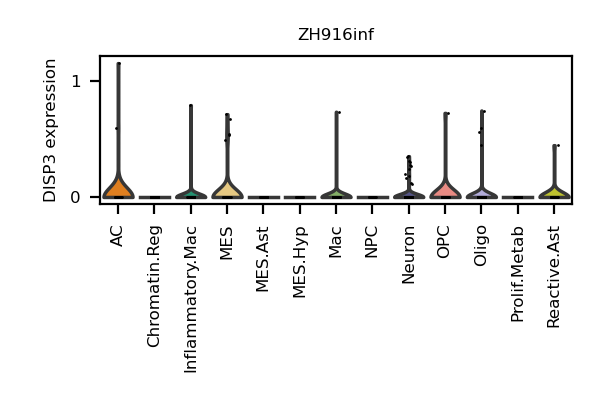 ZH916inf
DISP3 expression
1
0
AC
Chromatin.Reg
Inflammatory.Mac
MES
MES.Ast
MES.Hyp
Mac
NPC
Neuron
OPC
Oligo
Prolif.Metab
Reactive.Ast